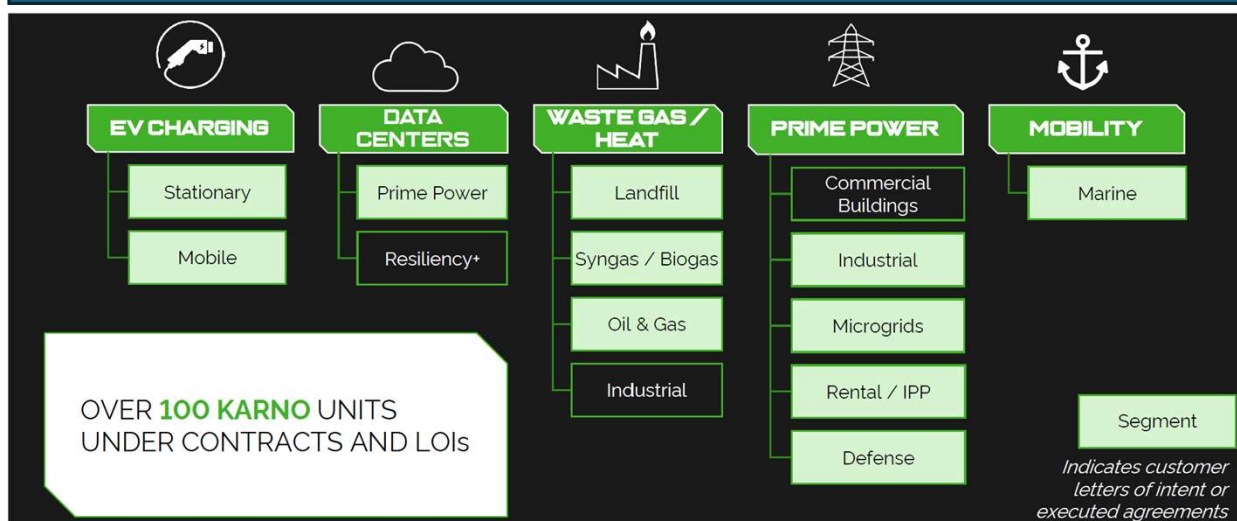 EV CHARGING
Stationary
Mobile
DATA
CENTERS
Prime Power
Resiliency+
WASTE GAS /
HEAT
Landfill
Syngas / Biogas
Oil & Gas
Industrial
PRIME POWER
Commercial
Buildings
Industrial
Microgrids
Rental / IPP
Defense
MOBILITY
Marine
OVER 100 KARNO UNITS
UNDER CONTRACTS AND LOIs
Segment
Indicates customer
letters of intent or
executed agreements